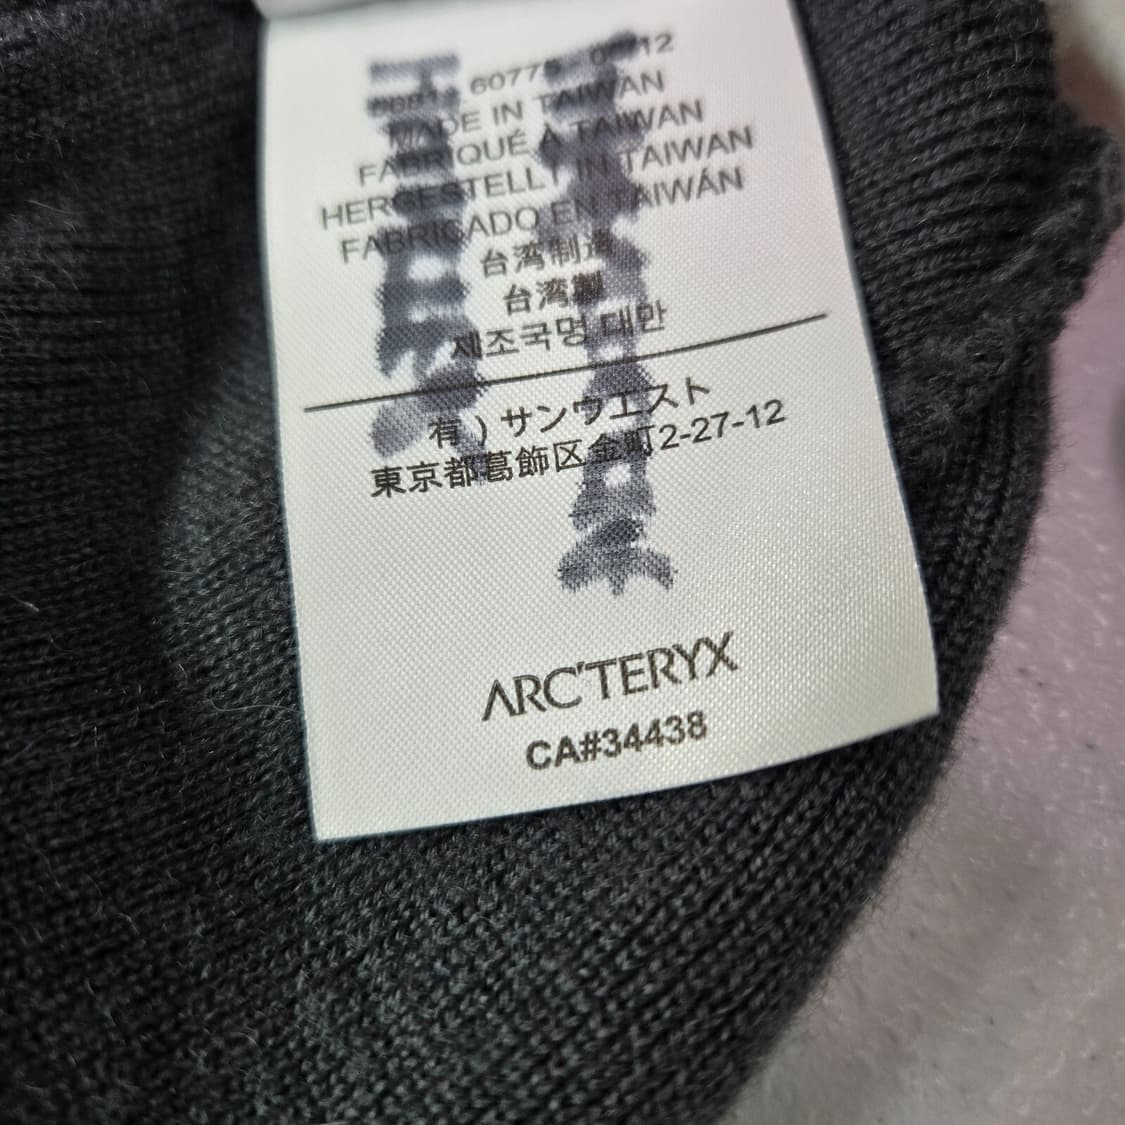 MADE IN TAIWAN
FABRIQUÉ À TAIWAN
HERGESTELLT IN TAIWAN
FABRICADO EN TAIWÁN
台湾制造
台湾製
제조국명 대만
有）サンウエスト
東京都葛飾区金町2-27-12
ARC'TERYX
CA#34438